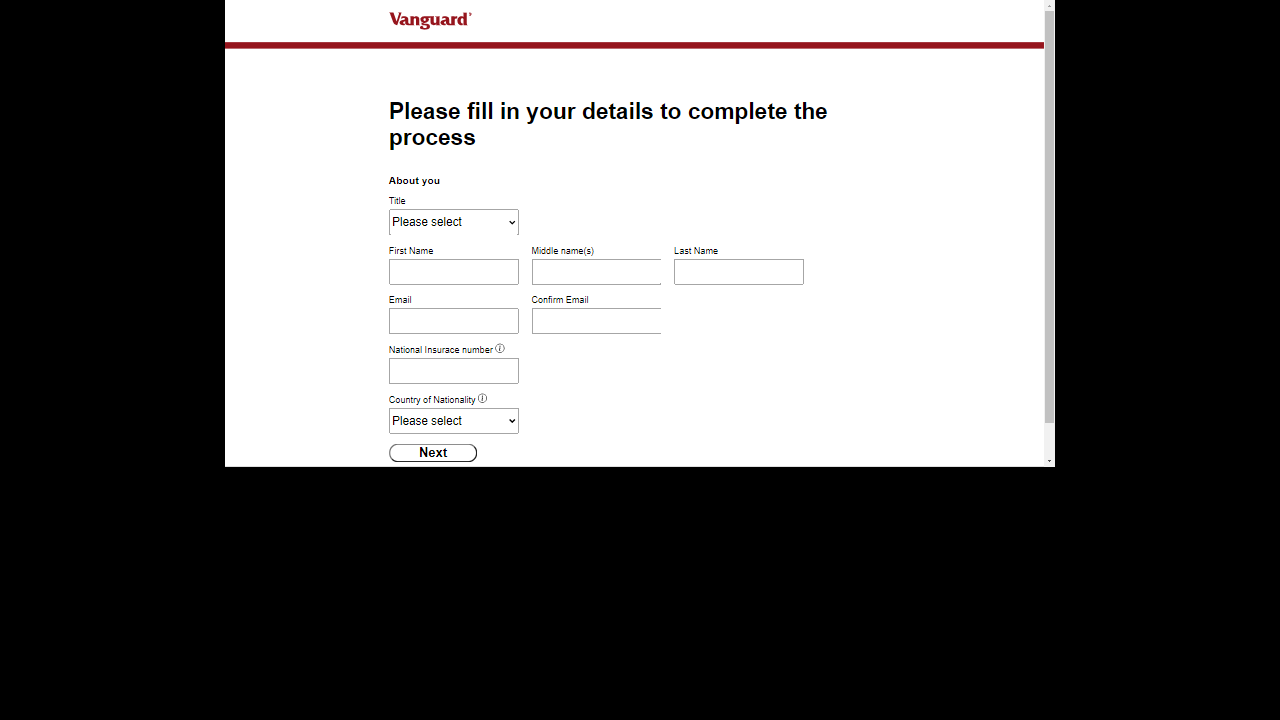 Vanguard
Please fill in your details to complete the
process
About you
Title
Please select
First Name Middle name(s) Last Name
Email Confirm Email
National Insurace number
Country of Nationality
Please select
Next